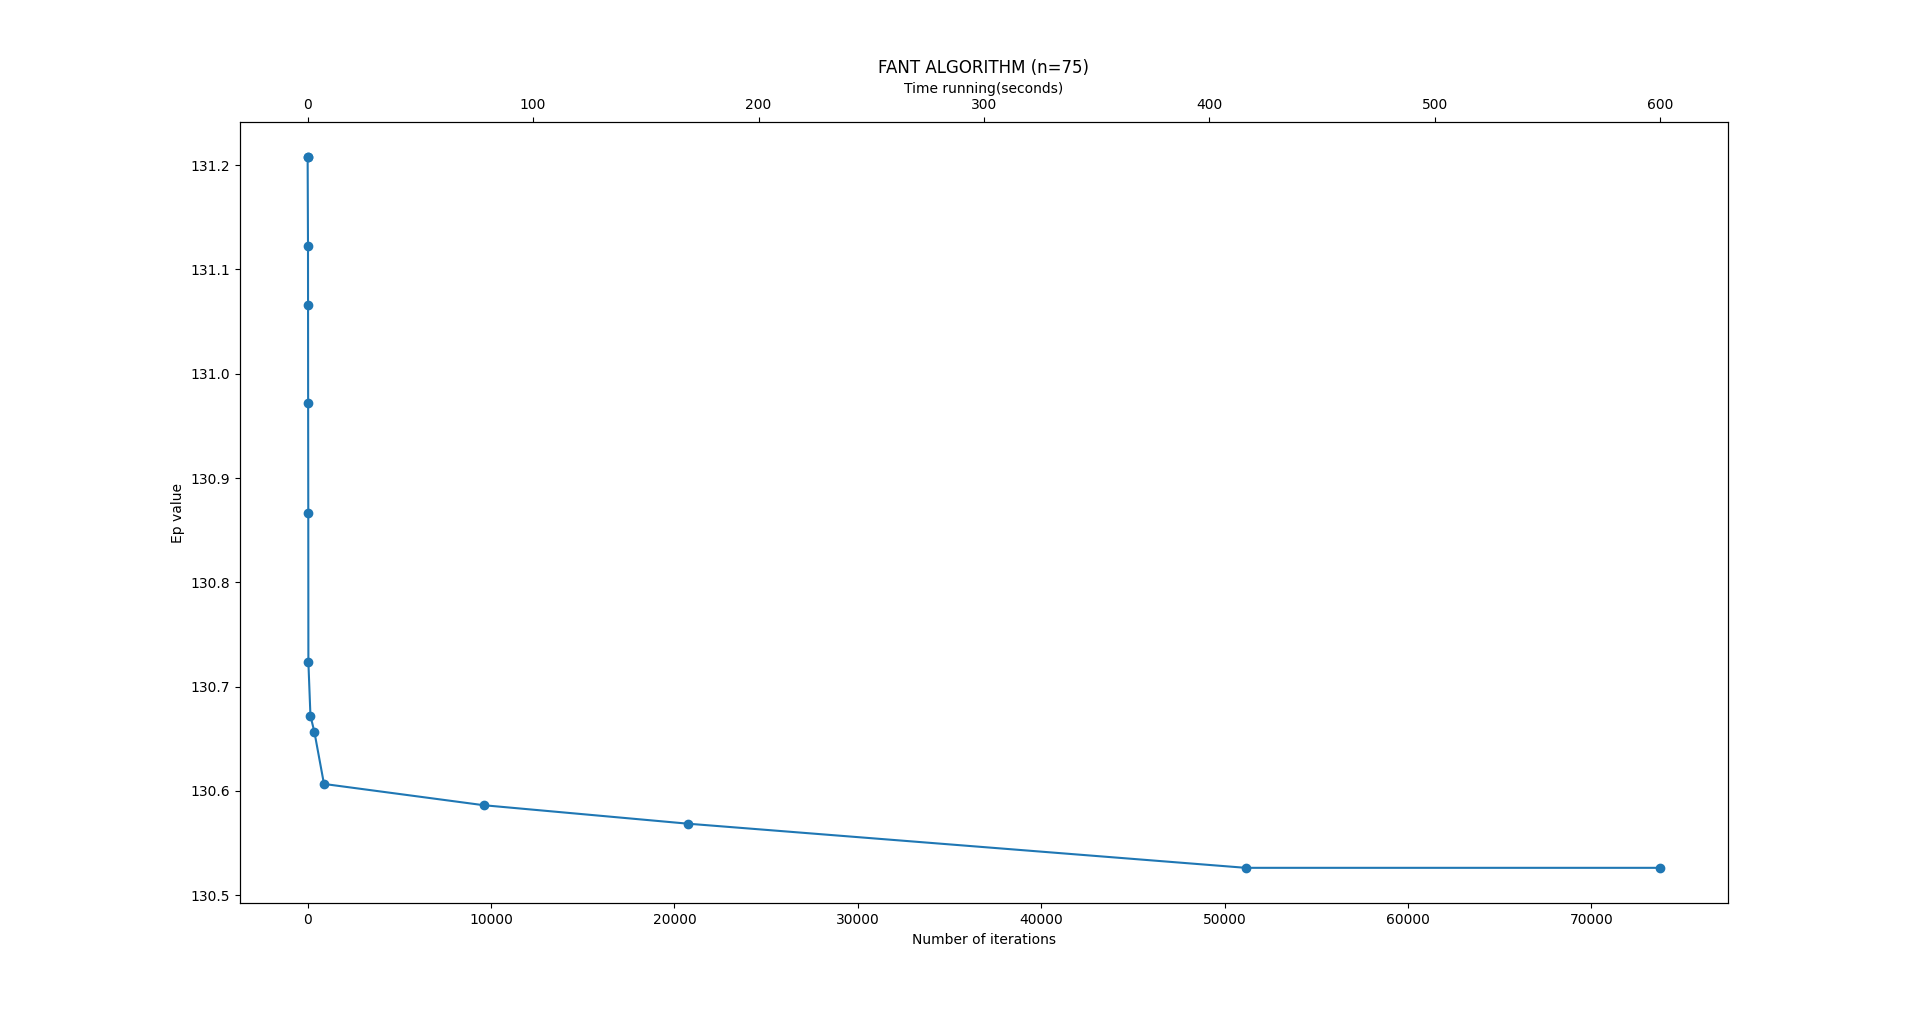 FANT ALGORITHM (n=75)
Time running(seconds)
0 100 200 300 400 500 600
131.2
131.1
131.0
130.9
130.8
130.7
130.6
130.5
Ep value
0 10000 20000 30000 40000 50000 60000 70000
Number of iterations